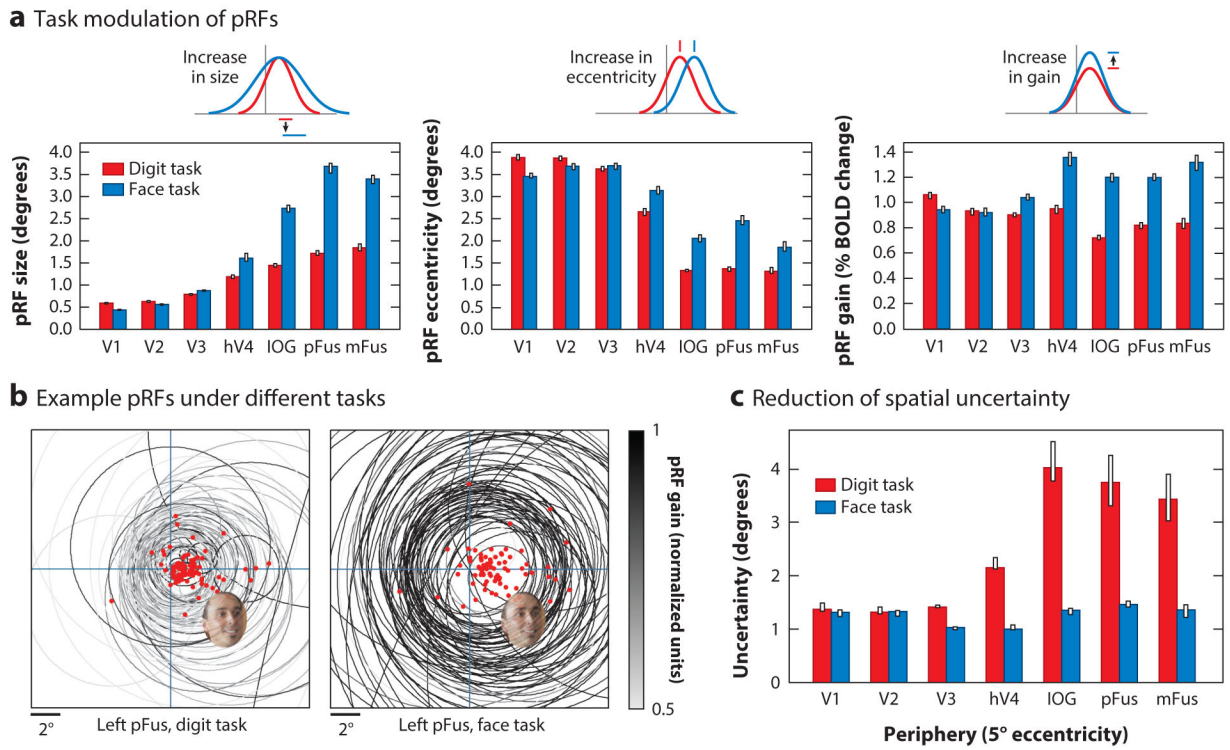 a Task modulation of pRFs
Increase
in size
Increase in
eccentricity
Increase
in gain
pRF size (degrees)
4.0
3.5
3.0
2.5
2.0
1.5
1.0
0.5
0.0
Digit task
Face task
V1 V2 V3 hV4 IOG pFus mFus
pRF eccentricity (degrees)
4.0
3.5
3.0
2.5
2.0
1.5
1.0
0.5
0.0
V1 V2 V3 hV4 IOG pFus mFus
pRF gain (% BOLD change)
1.4
1.2
1.0
0.8
0.6
0.4
0.2
0.0
V1 V2 V3 hV4 IOG pFus mFus
b Example pRFs under different tasks
2°
Left pFus, digit task
2°
Left pFus, face task
1
0.5
pRF gain (normalized units)
c Reduction of spatial uncertainty
Uncertainty (degrees)
4
3
2
1
0
Digit task
Face task
V1 V2 V3 hV4 IOG pFus mFus
Periphery (5° eccentricity)